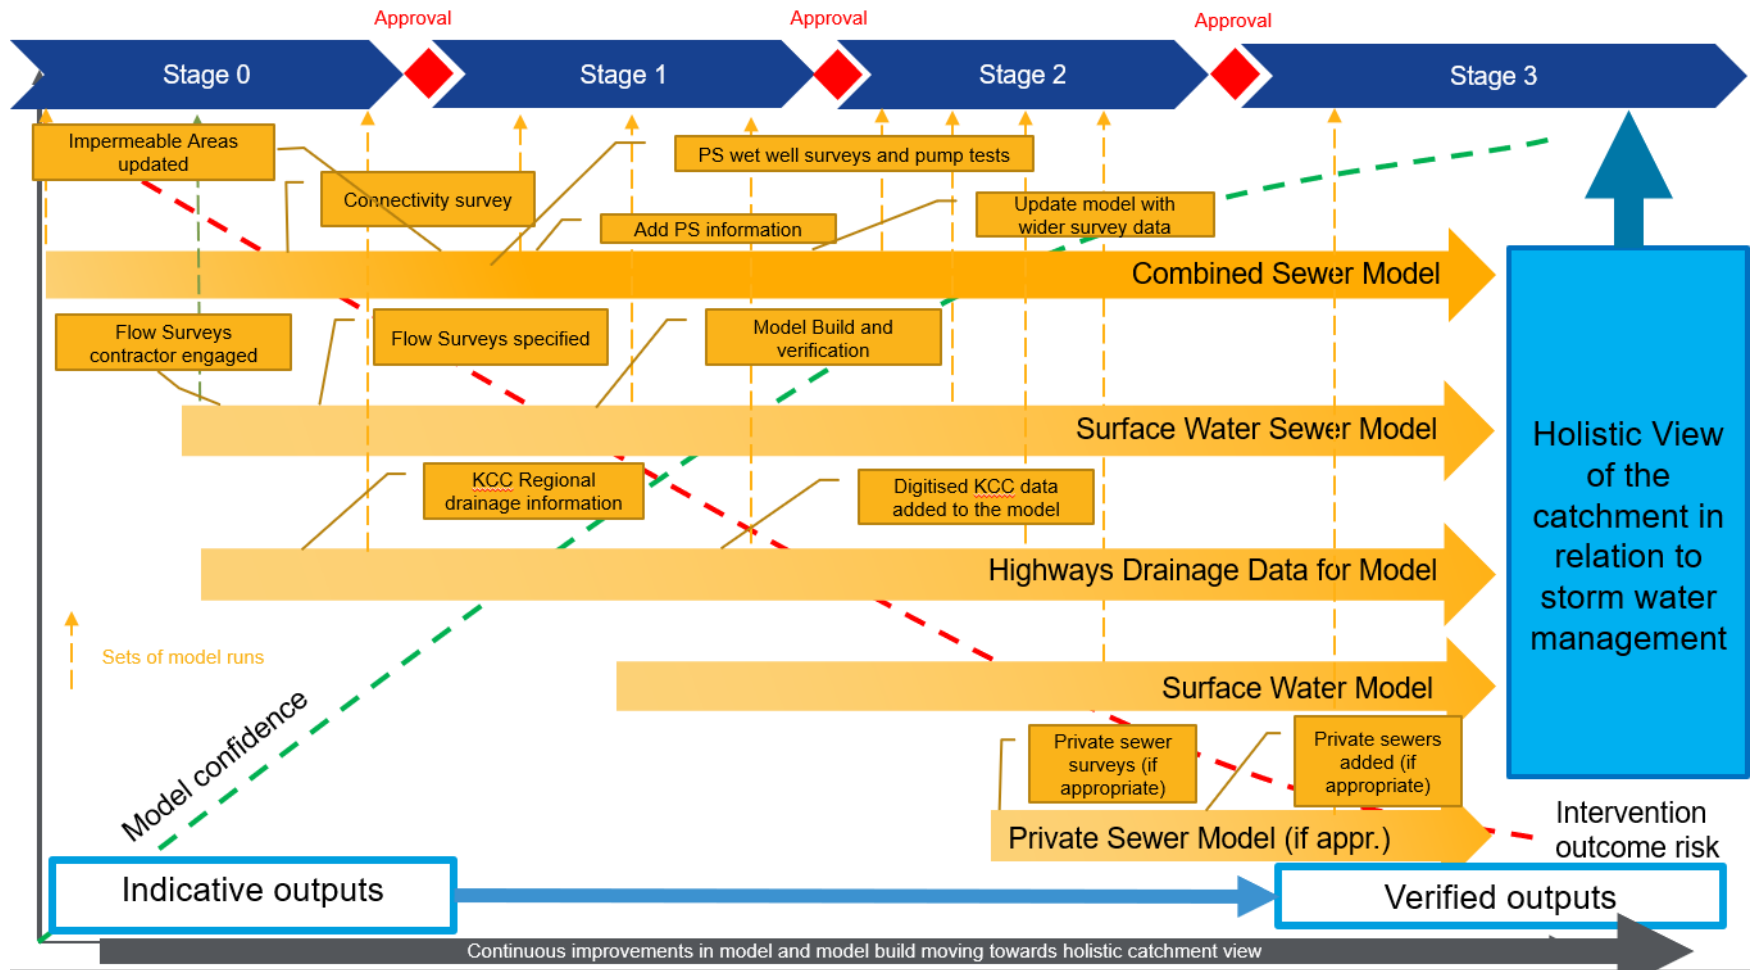 Approval
Approval
Approval
Stage 0
Stage 1
Stage 2
Stage 3
Impermeable Areas
updated
PS wet well surveys and pump tests
Connectivity survey
Add PS information
Update model with
wider survey data
Combined Sewer Model
Flow Surveys
contractor engaged
Flow Surveys specified
Model Build and
verification
Surface Water Sewer Model
Holistic View
of the
catchment in
relation to
storm water
management
KCC Regional
drainage information
Digitised KCC data
added to the model
Highways Drainage Data for Model
Sets of model runs
Surface Water Model
Model confidence
Private sewer
surveys (if
appropriate)
Private sewers
added (if
appropriate)
Private Sewer Model (if appr.)
Intervention
outcome risk
Indicative outputs
Verified outputs
Continuous improvements in model and model build moving towards holistic catchment view